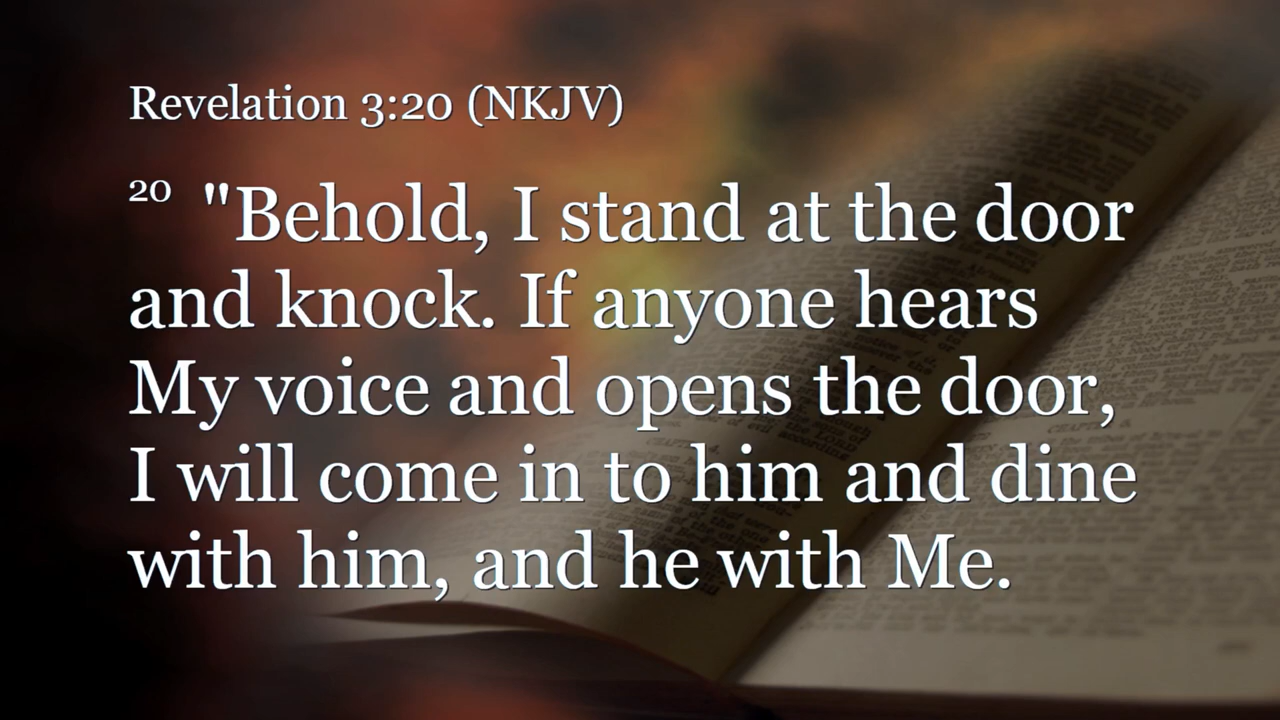 Revelation 3:20 (NKJV)
20 "Behold, I stand at the door
and knock. If anyone hears
My voice and opens the door,
I will come in to him and dine
with him, and he with Me.